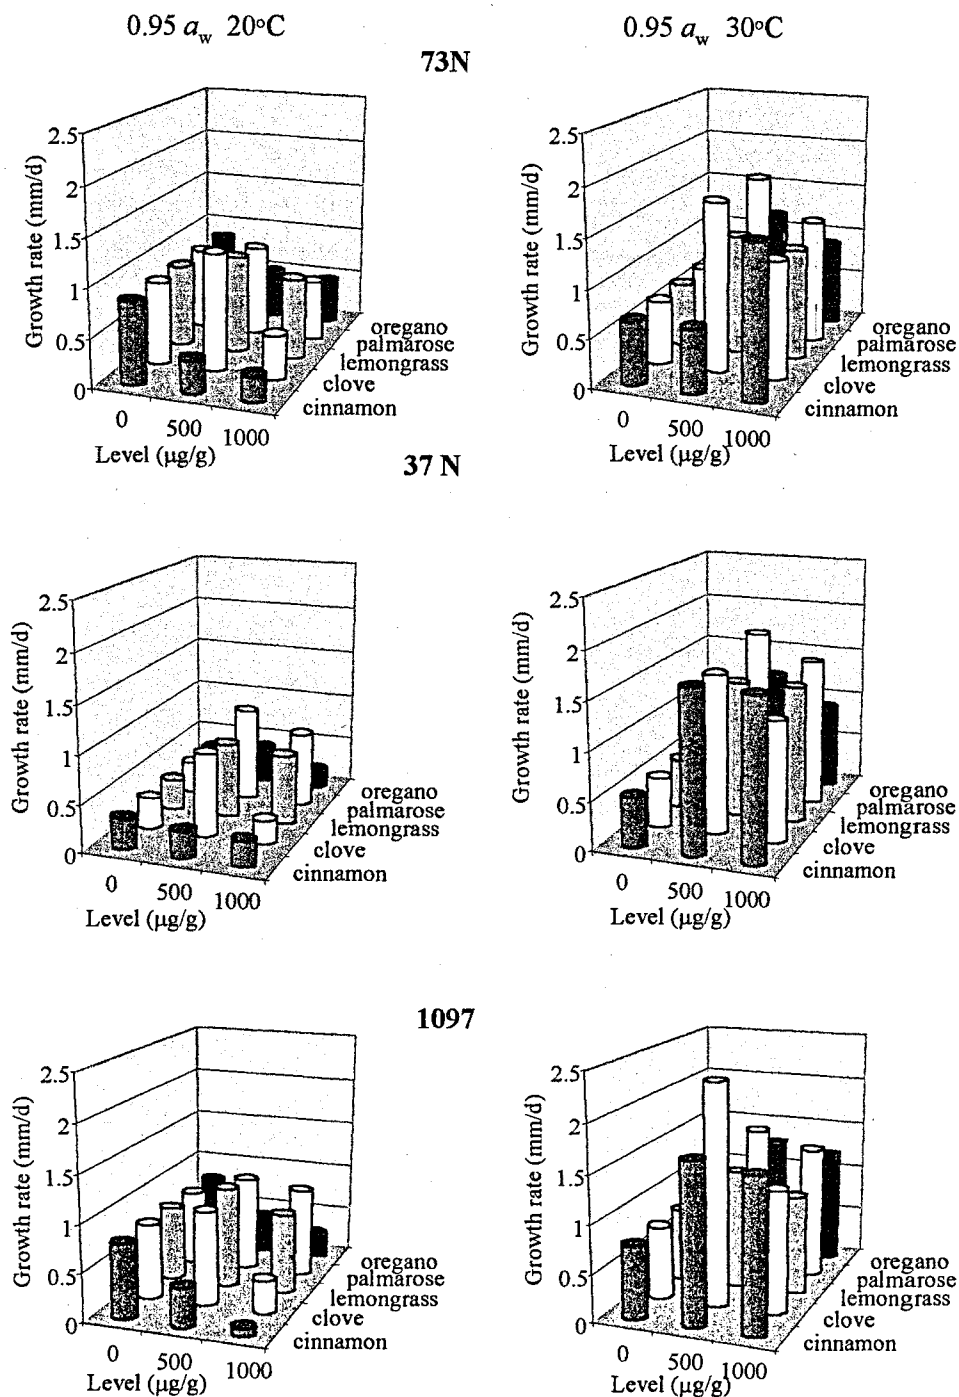 0.95 aw 20°C
0.95 aw 30°C
73N
2.5
2
1.5
1
0.5
0
Growth rate (mm/d)
oregano
palmarose
lemongrass
clove
cinnamon
0
500
1000
Level (µg/g)
2.5
2
1.5
1
0.5
0
Growth rate (mm/d)
oregano
palmarose
lemongrass
clove
cinnamon
0
500
1000
Level (µg/g)
37 N
2.5
2
1.5
1
0.5
0
Growth rate (mm/d)
oregano
palmarose
lemongrass
clove
cinnamon
0
500
1000
Level (µg/g)
2.5
2
1.5
1
0.5
0
Growth rate (mm/d)
oregano
palmarose
lemongrass
clove
cinnamon
0
500
1000
Level (µg/g)
1097
2.5
2
1.5
1
0.5
0
Growth rate (mm/d)
oregano
palmarose
lemongrass
clove
cinnamon
0
500
1000
Level (µg/g)
2.5
2
1.5
1
0.5
0
Growth rate (mm/d)
oregano
palmarose
lemongrass
clove
cinnamon
0
500
1000
Level (µg/g)